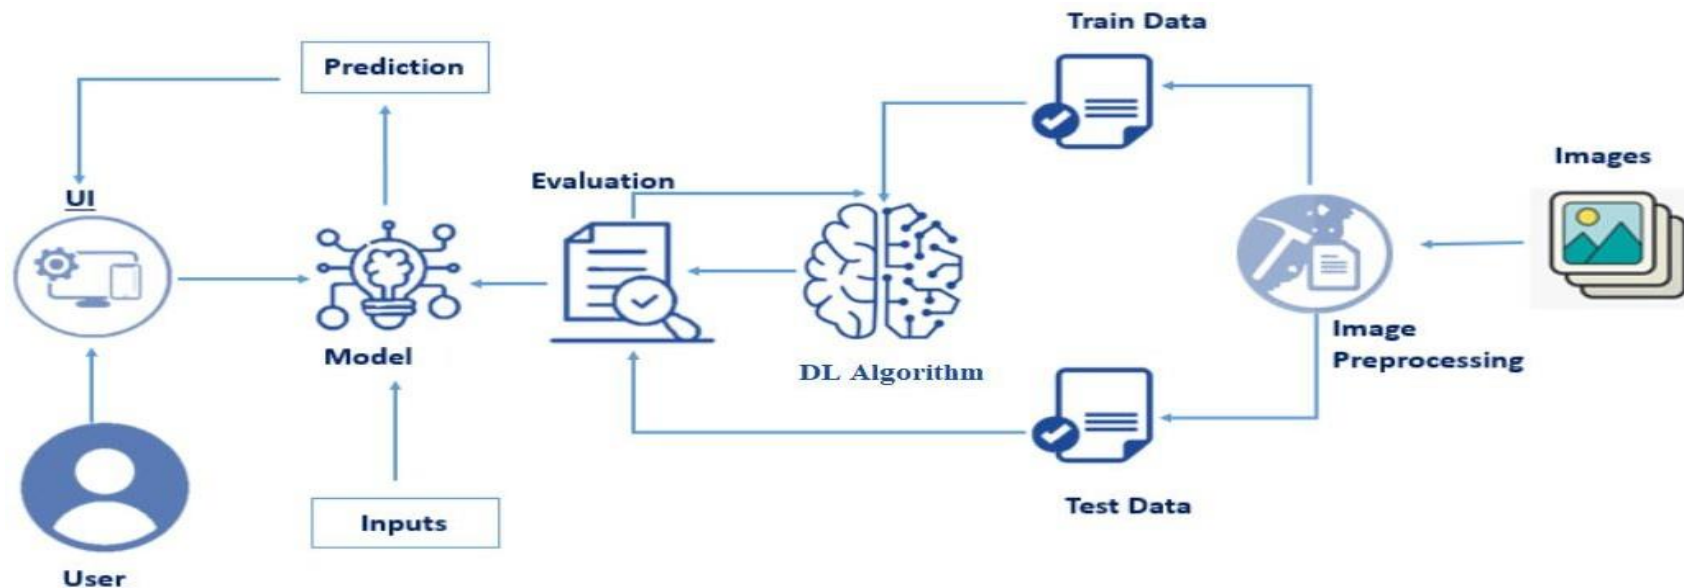 Train Data
Prediction
Images
Evaluation
UI
Image
Preprocessing
Model
DL Algorithm
Test Data
Inputs
User